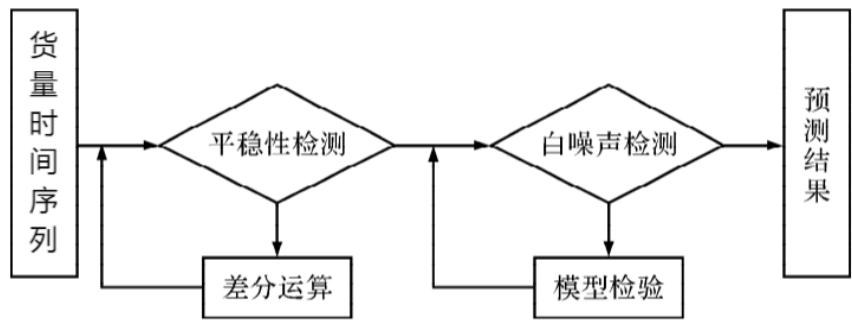 货量时间序列
平稳性检测
白噪声检测
预测结果
差分运算
模型检验